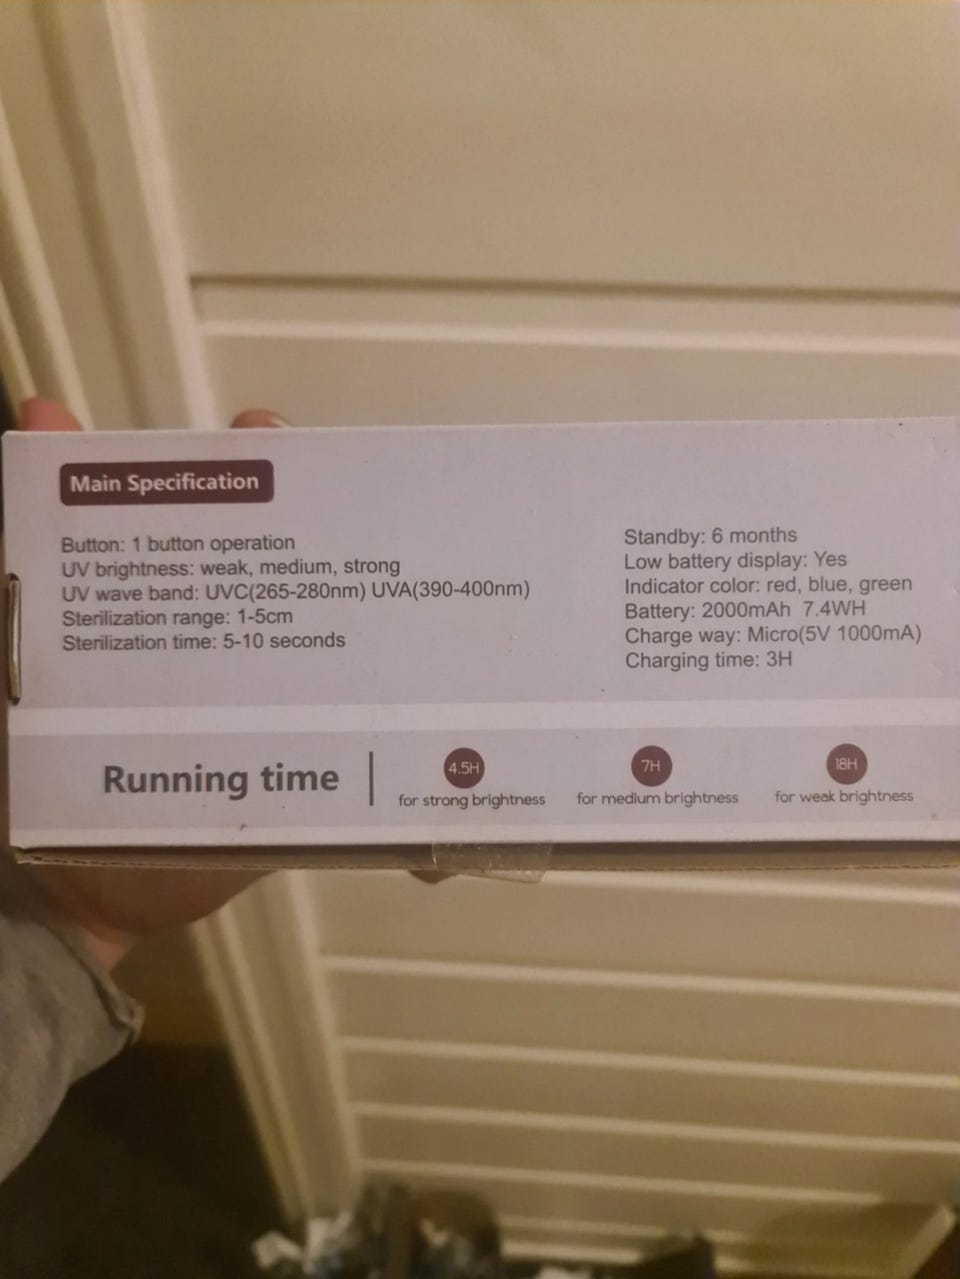 Main Specification
Button: 1 button operation
UV brightness: weak, medium, strong
UV wave band: UVC(265-280nm) UVA(390-400nm)
Sterilization range: 1-5cm
Sterilization time: 5-10 seconds
Standby: 6 months
Low battery display: Yes
Indicator color: red, blue, green
Battery: 2000mAh 7.4WH
Charge way: Micro(5V 1000mA)
Charging time: 3H
Running time
4.5H
for strong brightness
7H
for medium brightness
18H
for weak brightness